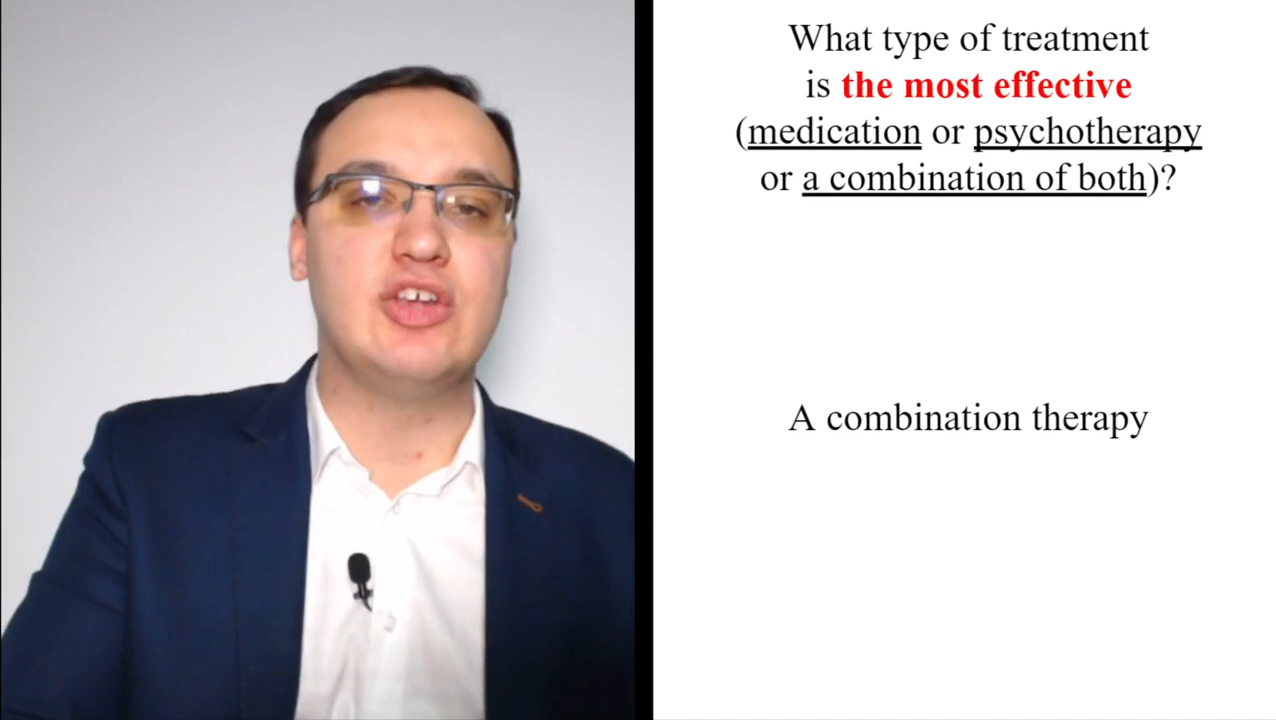 What type of treatment
is the most effective
(medication or psychotherapy
or a combination of both)?
A combination therapy